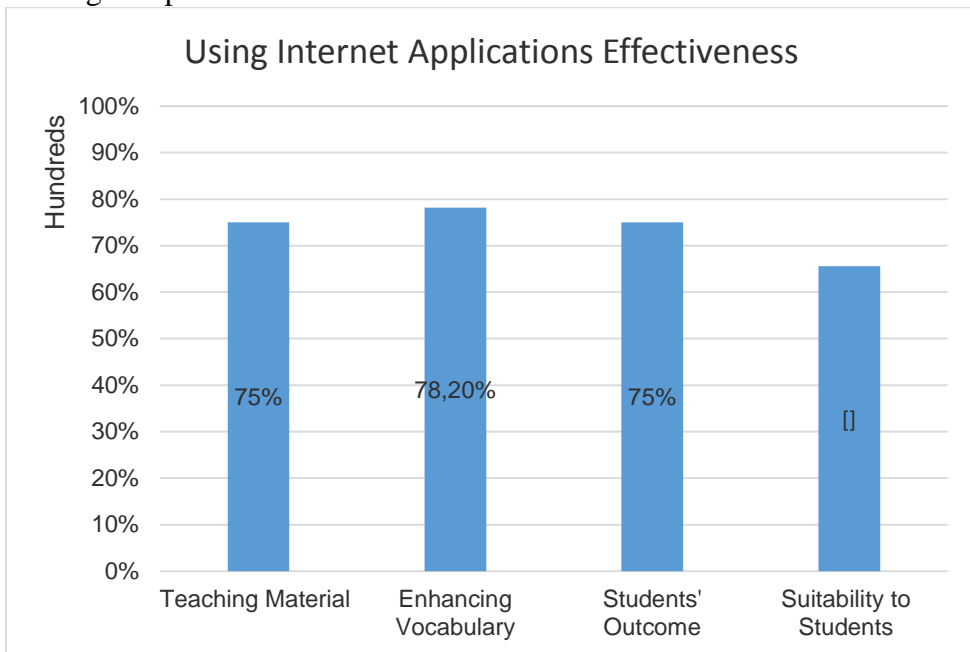 Using Internet Applications Effectiveness
Hundreds
100%
90%
80%
70%
60%
50%
40%
30%
20%
10%
0%
75%
78,20%
75%
[]
Teaching Material
Enhancing
Vocabulary
Students'
Outcome
Suitability to
Students